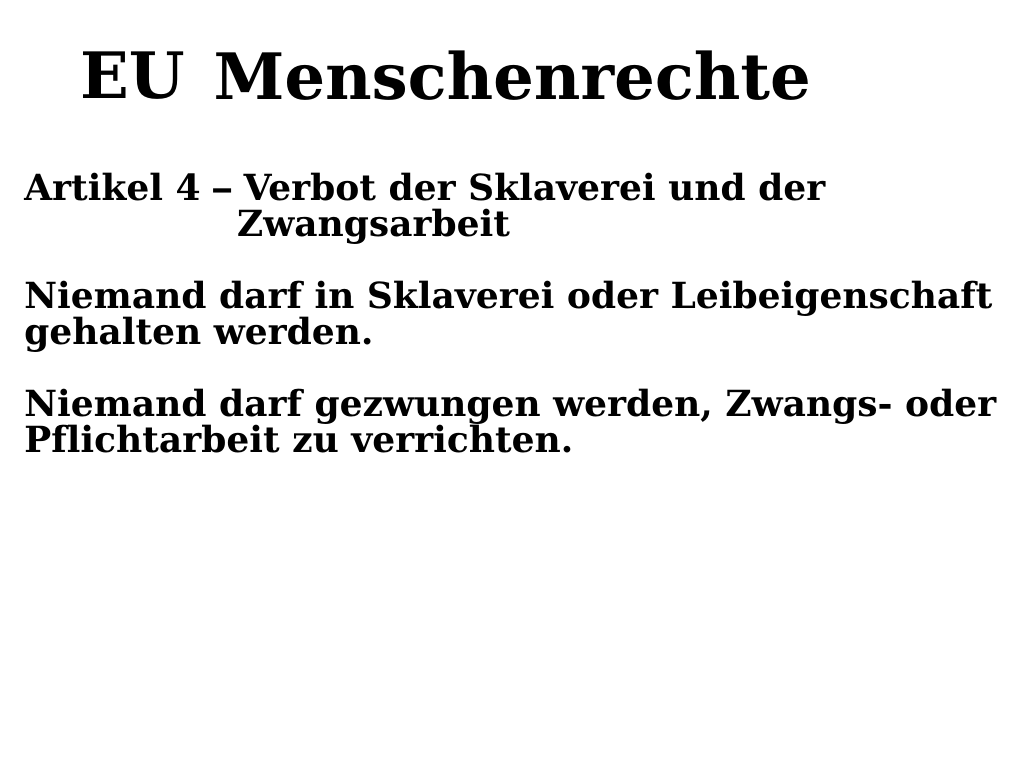 EU Menschenrechte
Artikel 4 – Verbot der Sklaverei und der
Zwangsarbeit
Niemand darf in Sklaverei oder Leibeigenschaft
gehalten werden.
Niemand darf gezwungen werden, Zwangs- oder
Pflichtarbeit zu verrichten.